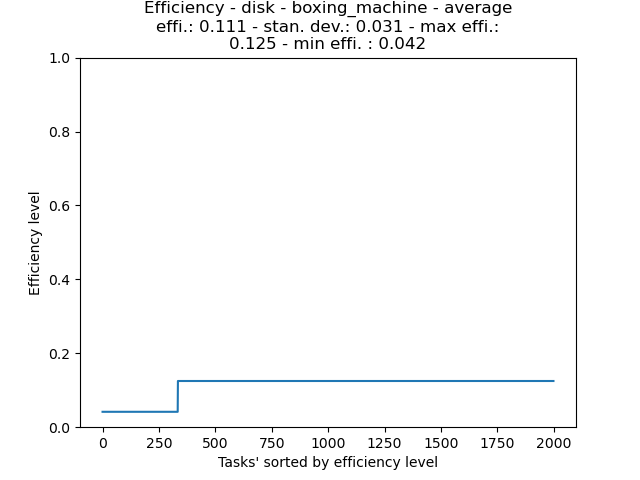 Efficiency - disk - boxing_machine - average
effi.: 0.111 - stan. dev.: 0.031 - max effi.:
0.125 - min effi. : 0.042
1.0
0.8
0.6
0.4
0.2
0.0
Efficiency level
0 250 500 750 1000 1250 1500 1750 2000
Tasks' sorted by efficiency level